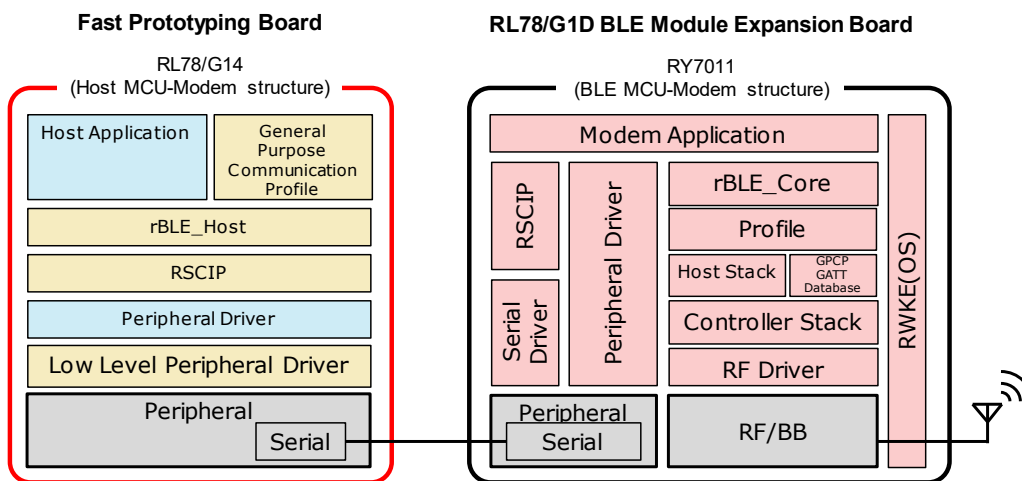 Fast Prototyping Board
RL78/G14
(Host MCU-Modem structure)
Host Application
General
Purpose
Communication
Profile
rBLE_Host
RSCIP
Peripheral Driver
Low Level Peripheral Driver
Peripheral
Serial
RL78/G1D BLE Module Expansion Board
RY7011
(BLE MCU-Modem structure)
Modem Application
RSCIP
Serial
Driver
Peripheral Driver
rBLE_Core
Profile
Host Stack
GPCP
GATT
Database
Controller Stack
RF Driver
Peripheral
Serial
RF/BB
RWKE(OS)